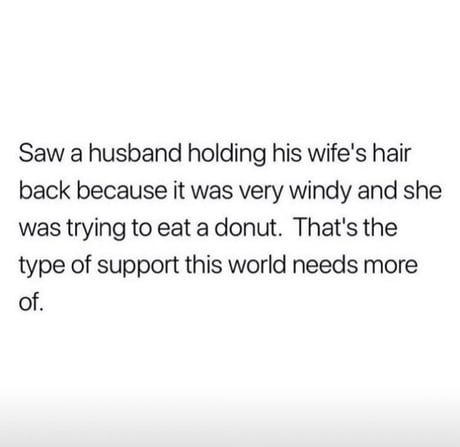 Saw a husband holding his wife's hair
back because it was very windy and she
was trying to eat a donut.  That's the
type of support this world needs more
of.